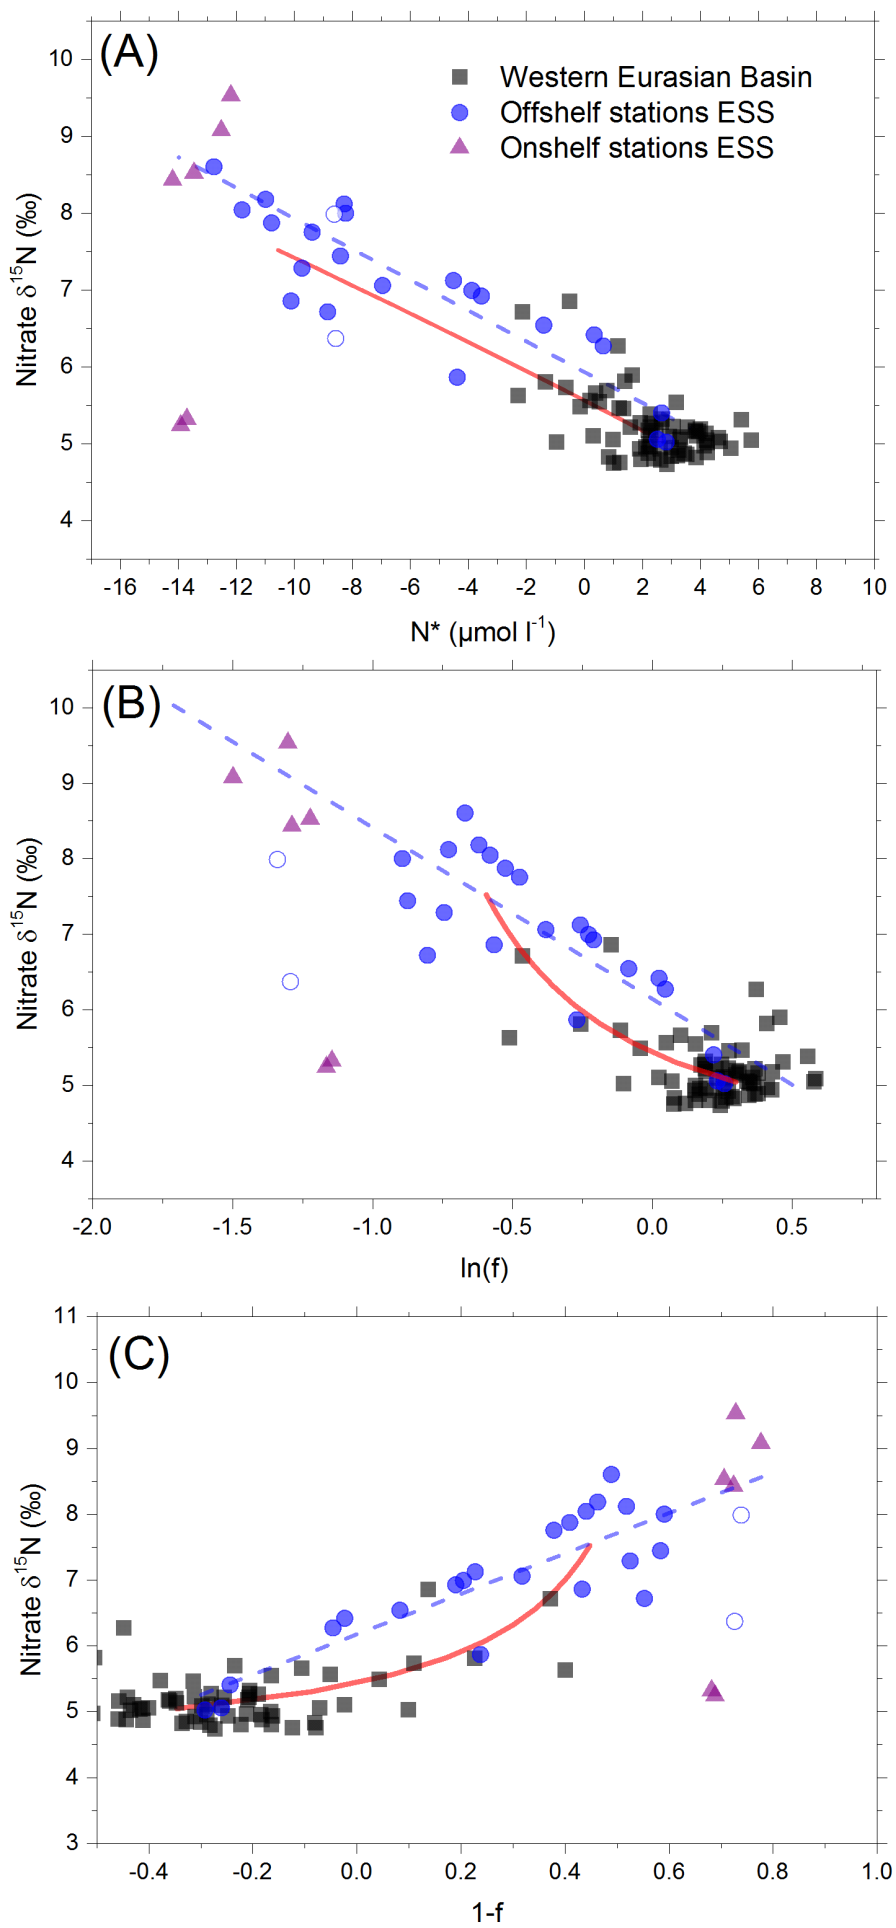 (A)
Western Eurasian Basin
Offshelf stations ESS
Onshelf stations ESS
10
9
8
7
6
5
4
Nitrate δ¹⁵N (‰)
-16 -14 -12 -10 -8 -6 -4 -2 0 2 4 6 8 10
N* (µmol l⁻¹)
(B)
10
9
8
7
6
5
4
Nitrate δ¹⁵N (‰)
-2.0 -1.5 -1.0 -0.5 0.0 0.5
ln(f)
(C)
11
10
9
8
7
6
5
4
3
Nitrate δ¹⁵N (‰)
-0.4 -0.2 0.0 0.2 0.4 0.6 0.8 1.0
1-f